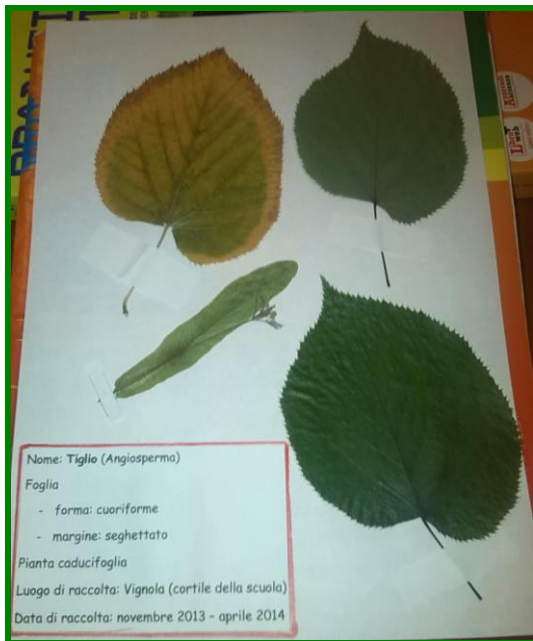 Nome: Tiglio (Angiosperma)
Foglia
- forma: cuoriforme
- margine: seghettato
Pianta caducifoglia
Luogo di raccolta: Vignola (cortile della scuola)
Data di raccolta: novembre 2013 - aprile 2014